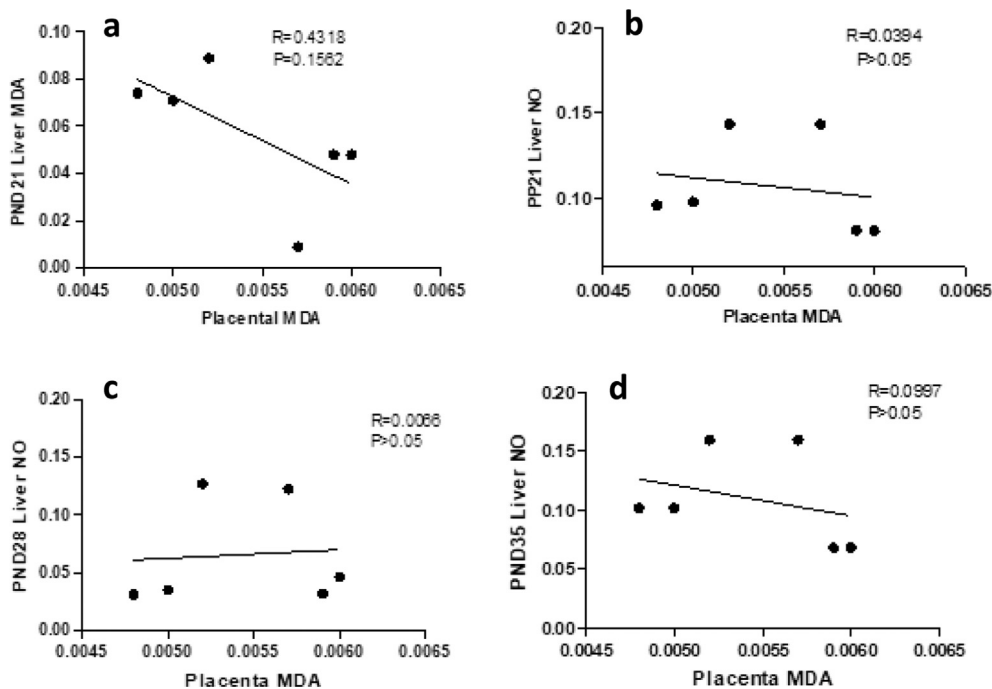 a
R=0.4318
P=0.1562
PND21 Liver MDA
0.10
0.08
0.06
0.04
0.02
0.00
0.0045 0.0050 0.0055 0.0060 0.0065
Placental MDA
b
R=0.0394
P>0.05
PP21 Liver NO
0.20
0.15
0.10
0.0045 0.0050 0.0055 0.0060 0.0065
Placenta MDA
c
R=0.0066
P>0.05
PND28 Liver NO
0.20
0.15
0.10
0.05
0.00
0.0045 0.0050 0.0055 0.0060 0.0065
Placenta MDA
d
R=0.0997
P>0.05
PND35 Liver NO
0.20
0.15
0.10
0.05
0.00
0.0045 0.0050 0.0055 0.0060 0.0065
Placenta MDA